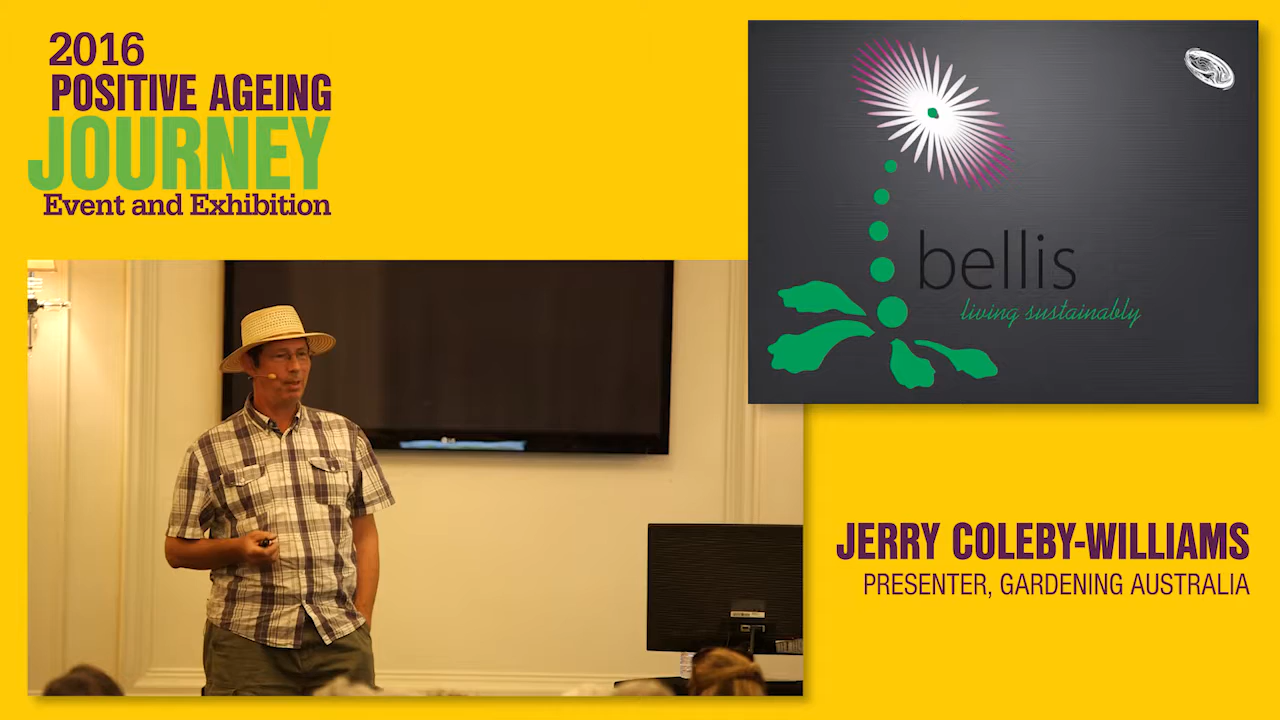 2016
POSITIVE AGEING
JOURNEY
Event and Exhibition
bellis
living sustainably
JERRY COLEBY-WILLIAMS
PRESENTER, GARDENING AUSTRALIA